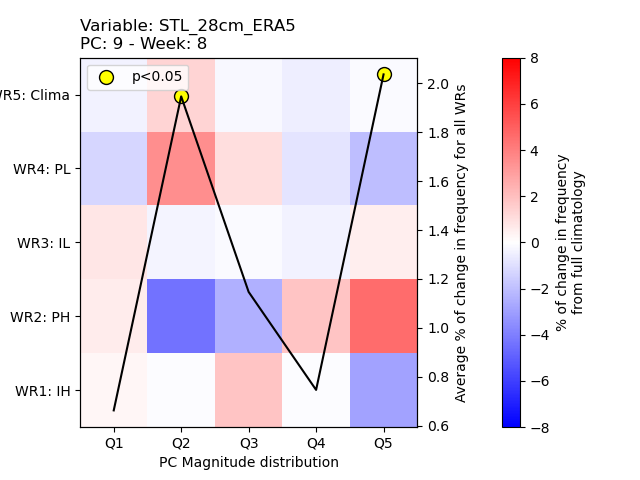 Variable: STL_28cm_ERA5
PC: 9 - Week: 8
p<0.05
WR5: Clima
WR4: PL
WR3: IL
WR2: PH
WR1: IH
Q1 Q2 Q3 Q4 Q5
PC Magnitude distribution
2.0
1.8
1.6
1.4
1.2
1.0
0.8
0.6
Average % of change in frequency for all WRs
8
6
4
2
0
−2
−4
−6
−8
% of change in frequency
from full climatology